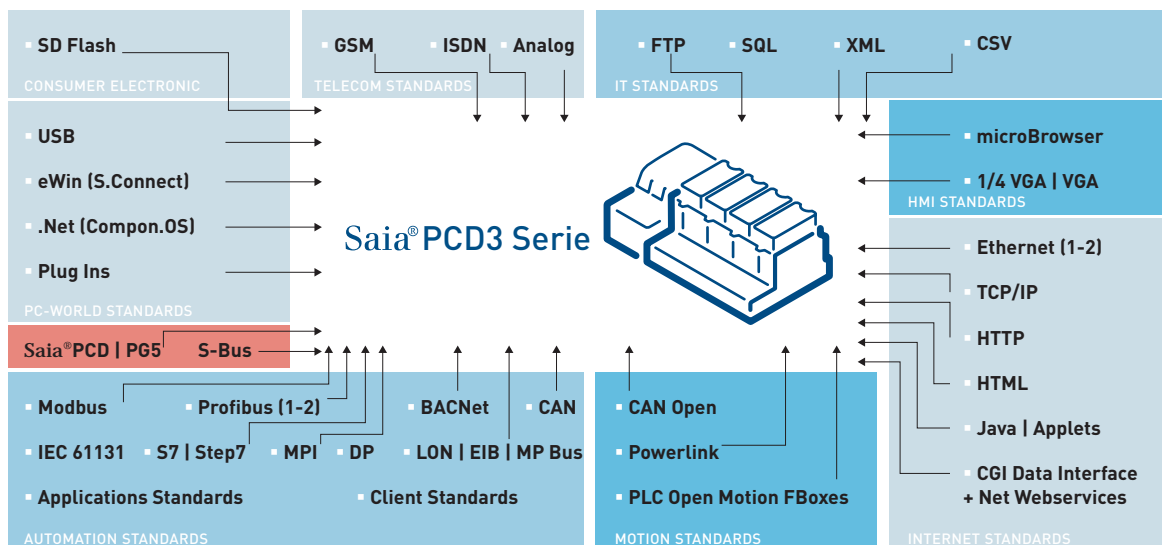 SD Flash
CONSUMER ELECTRONIC
GSM
ISDN
Analog
TELECOM STANDARDS
FTP
SQL
XML
CSV
IT STANDARDS
USB
eWin (S.Connect)
.Net (Compon.OS)
Plug Ins
PC-WORLD STANDARDS
Saia® PCD3 Serie
microBrowser
1/4 VGA | VGA
HMI STANDARDS
Saia®PCD | PG5
S-Bus
Ethernet (1-2)
TCP/IP
HTTP
HTML
Java | Applets
CGI Data Interface
+ Net Webservices
INTERNET STANDARDS
Modbus
Profibus (1-2)
BACNet
CAN
IEC 61131
S7 | Step7
MPI
DP
LON | EIB | MP Bus
Applications Standards
Client Standards
AUTOMATION STANDARDS
CAN Open
Powerlink
PLC Open Motion FBoxes
MOTION STANDARDS